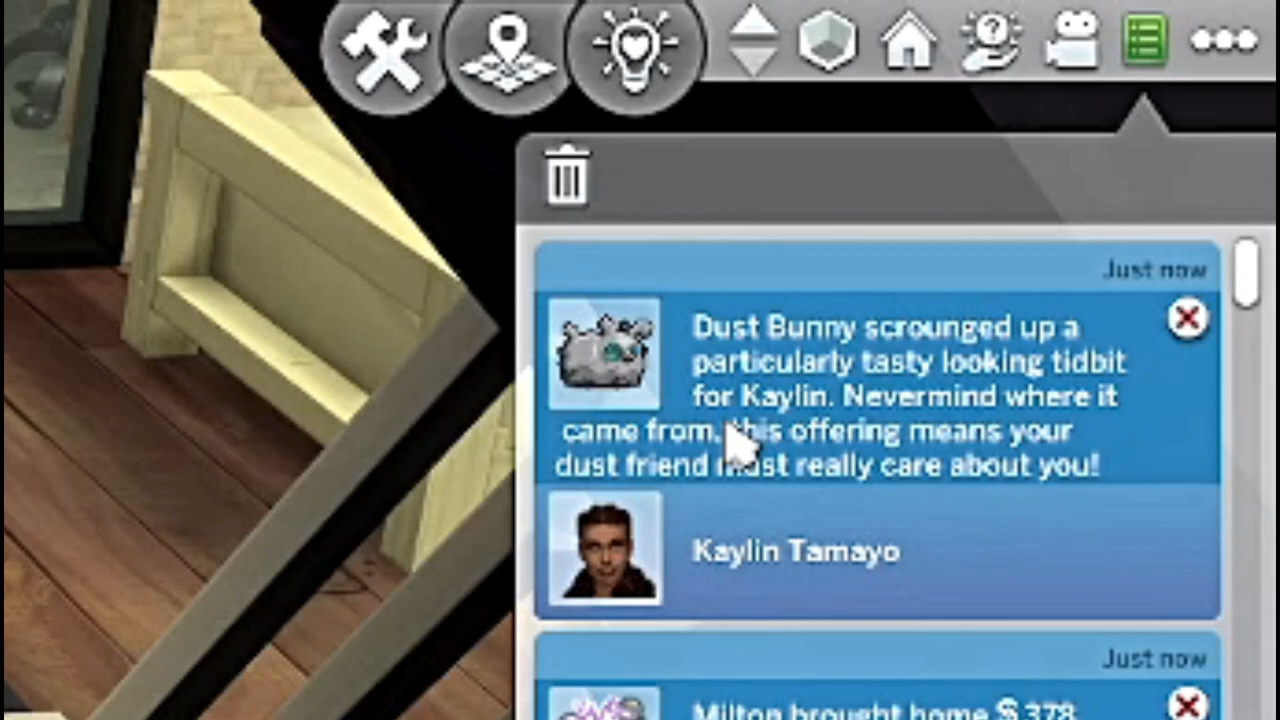 Just now
Dust Bunny scrounged up a
particularly tasty looking tidbit
for Kaylin. Nevermind where it
came from, this offering means your
dust friend must really care about you!
Kaylin Tamayo
Just now
Milton brought home $378